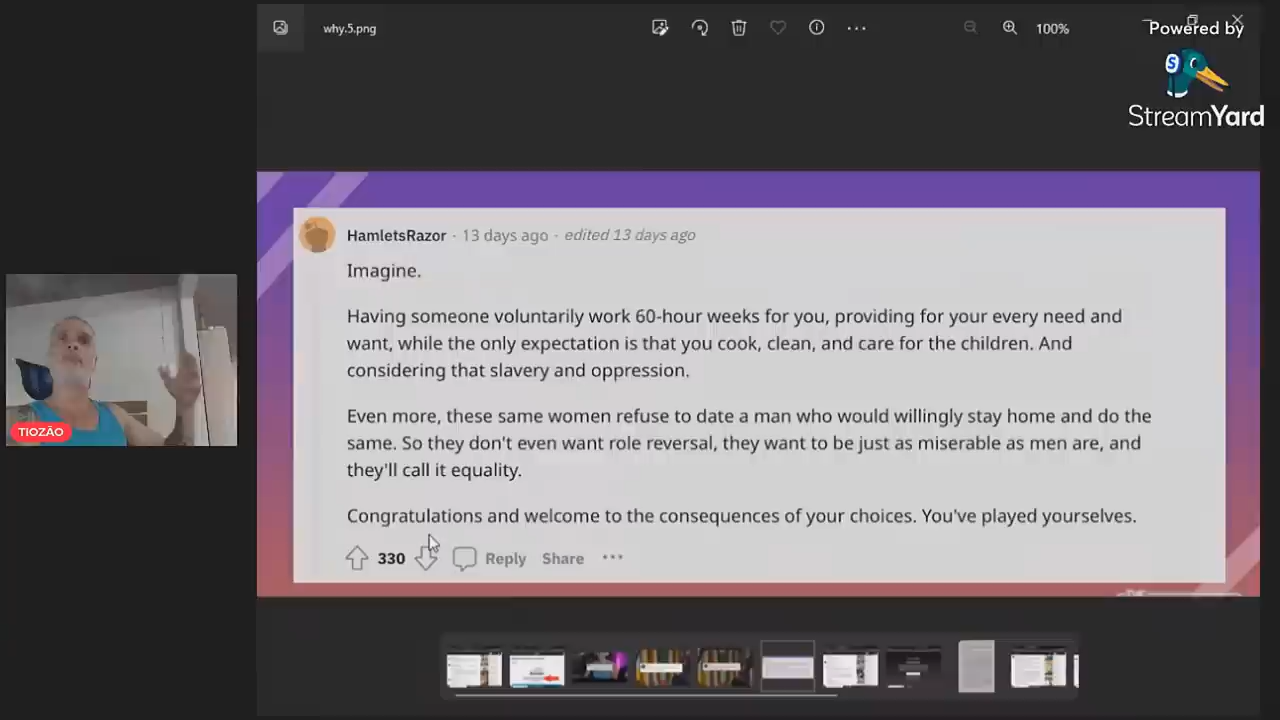 why.5.png
100%
Powered by
StreamYard
HamletsRazor · 13 days ago · edited 13 days ago
Imagine.
Having someone voluntarily work 60-hour weeks for you, providing for your every need and
want, while the only expectation is that you cook, clean, and care for the children. And
considering that slavery and oppression.
Even more, these same women refuse to date a man who would willingly stay home and do the
same. So they don't even want role reversal, they want to be just as miserable as men are, and
they'll call it equality.
Congratulations and welcome to the consequences of your choices. You've played yourselves.
330 Reply Share
TIOZÃO